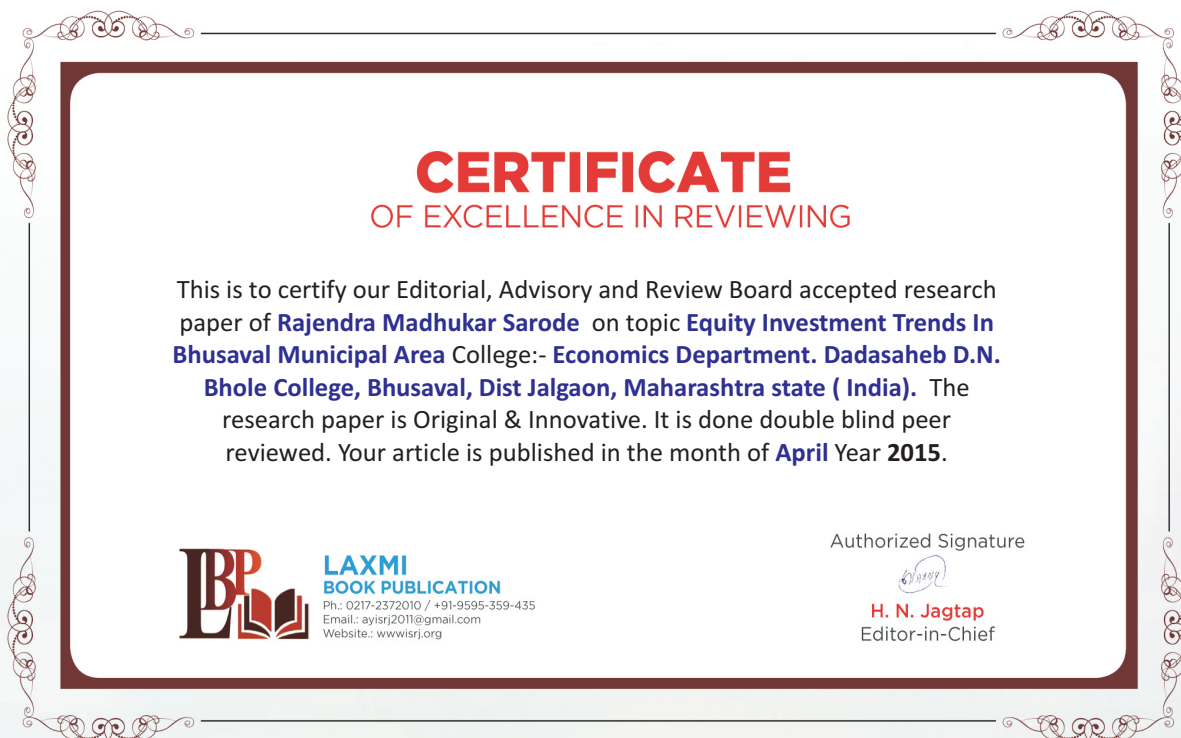 CERTIFICATE
OF EXCELLENCE IN REVIEWING
This is to certify our Editorial, Advisory and Review Board accepted research
paper of Rajendra Madhukar Sarode on topic Equity Investment Trends In
Bhusaval Municipal Area College:- Economics Department. Dadasaheb D.N.
Bhole College, Bhusaval, Dist Jalgaon, Maharashtra state ( India). The
research paper is Original & Innovative. It is done double blind peer
reviewed. Your article is published in the month of April Year 2015.
LBP
LAXMI
BOOK PUBLICATION
Ph.: 0217-2372010 / +91-9595-359-435
Email.: ayisrj2011@gmail.com
Website.: wwwisrj.org
Authorized Signature
H. N. Jagtap
Editor-in-Chief